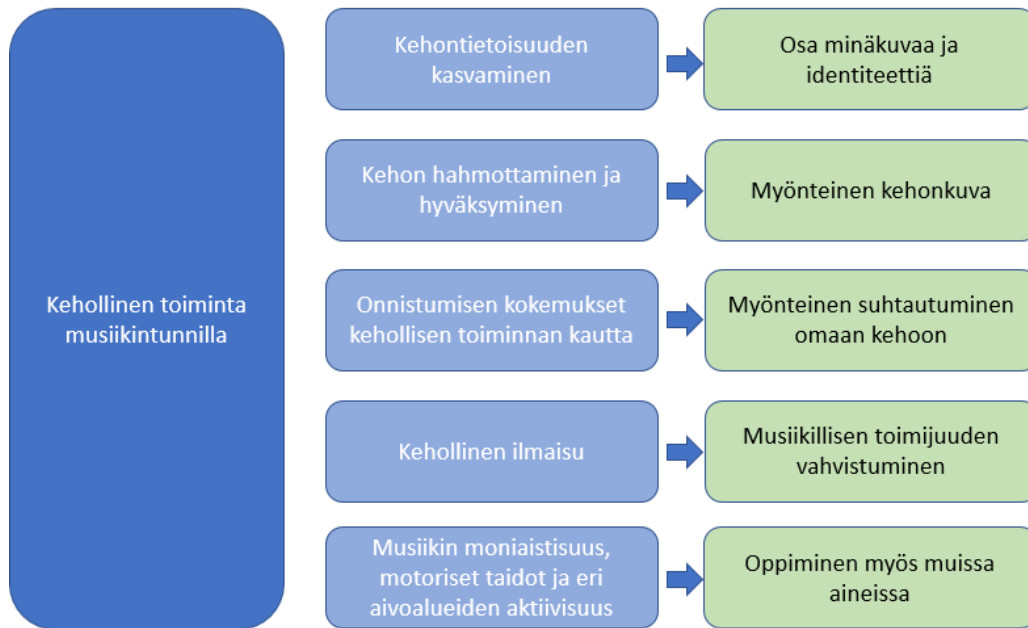 Kehollinen toiminta
musiikintunnilla
Kehontietoisuuden
kasvaminen
Osa minäkuvaa ja
identiteettiä
Kehon hahmottaminen ja
hyväksyminen
Myönteinen kehonkuva
Onnistumisen kokemukset
kehollisen toiminnan kautta
Myönteinen suhtautuminen
omaan kehoon
Kehollinen ilmaisu
Musiikillisen toimijuuden
vahvistuminen
Musiikin moniaistisuus,
motoriset taidot ja eri
aivoalueiden aktiivisuus
Oppiminen myös muissa
aineissa